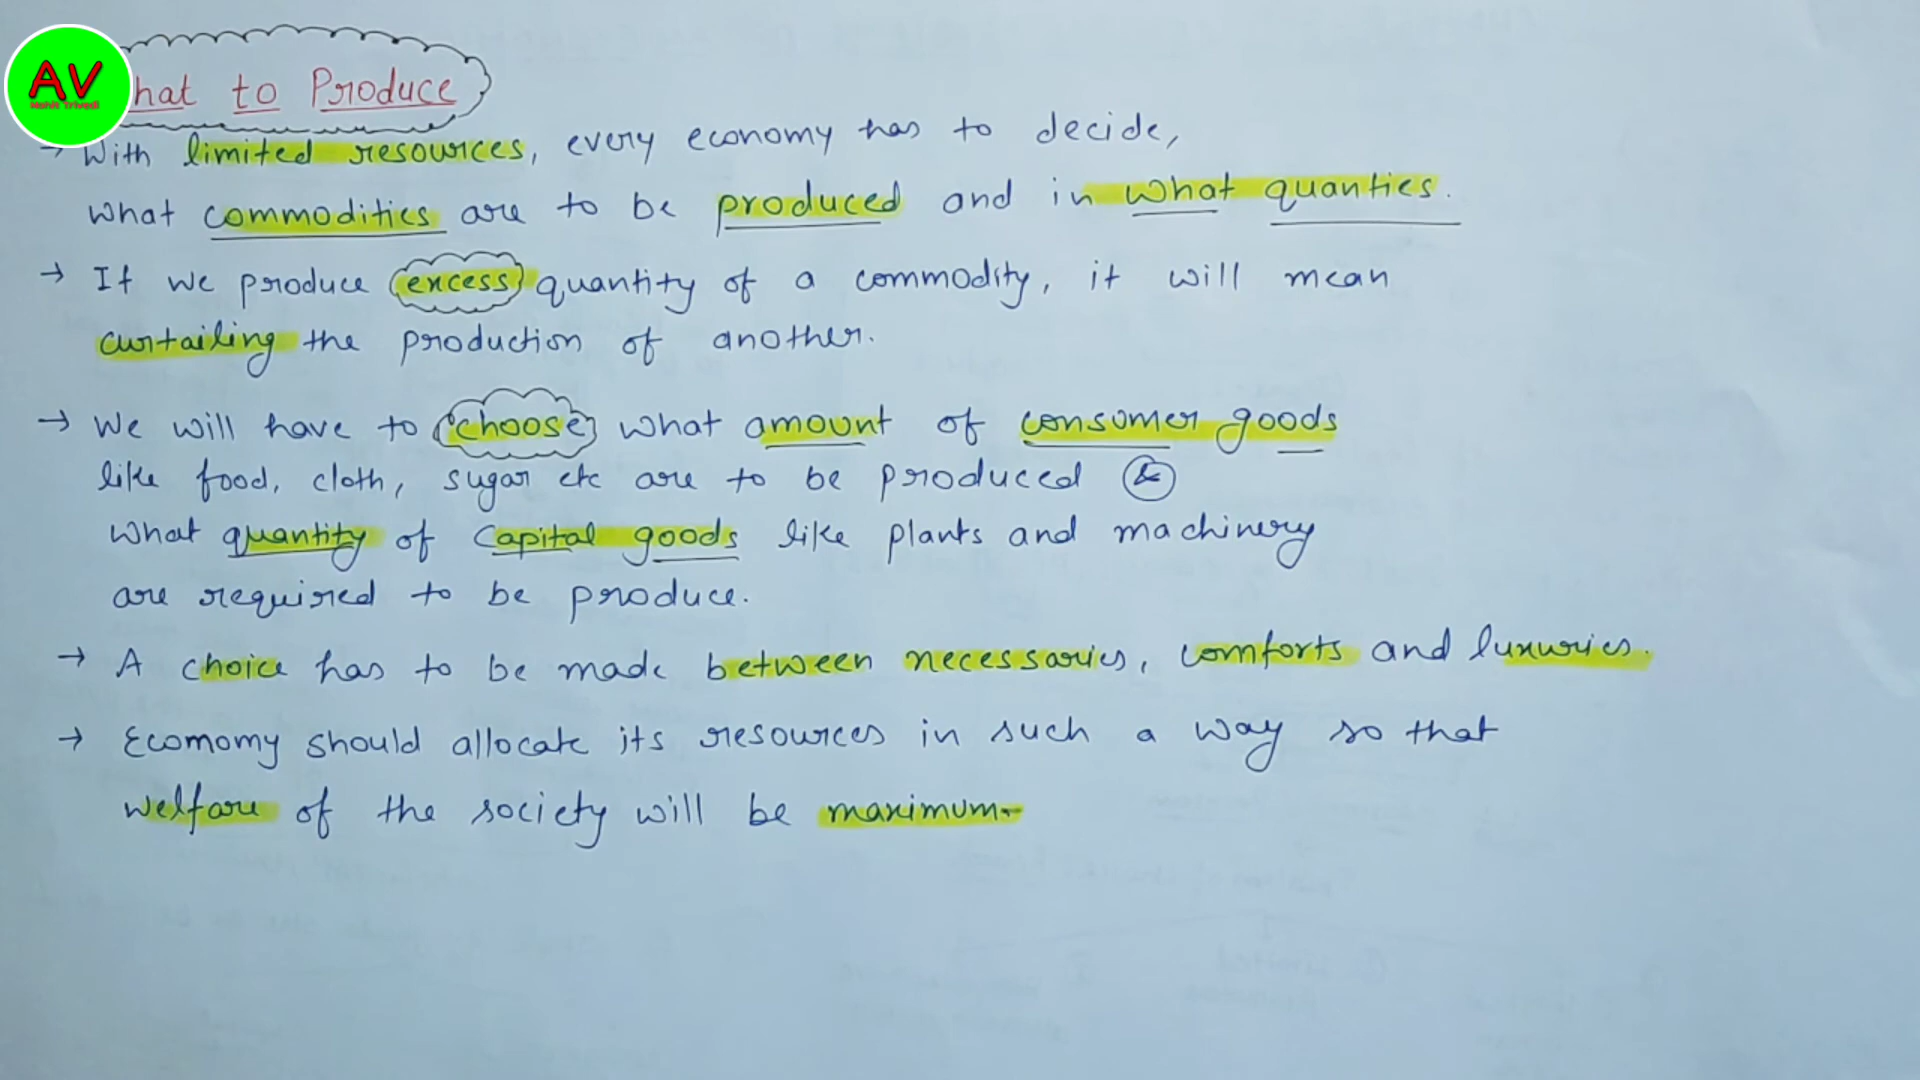 AV
hat to Produce
→ With limited resources, every economy has to decide,
what commodities are to be produced and in what quanties.
→ If we produce excess quantity of a commodity, it will mean
curtailing the production of another.
→ We will have to choose what amount of consumer goods
like food, cloth, sugar etc are to be produced &
what quantity of capital goods like plants and machinery
are required to be produce.
→ A choice has to be made between necessaries, comforts and luxuries.
→ Ecomomy should allocate its resources in such a way so that
welfare of the society will be maximum.